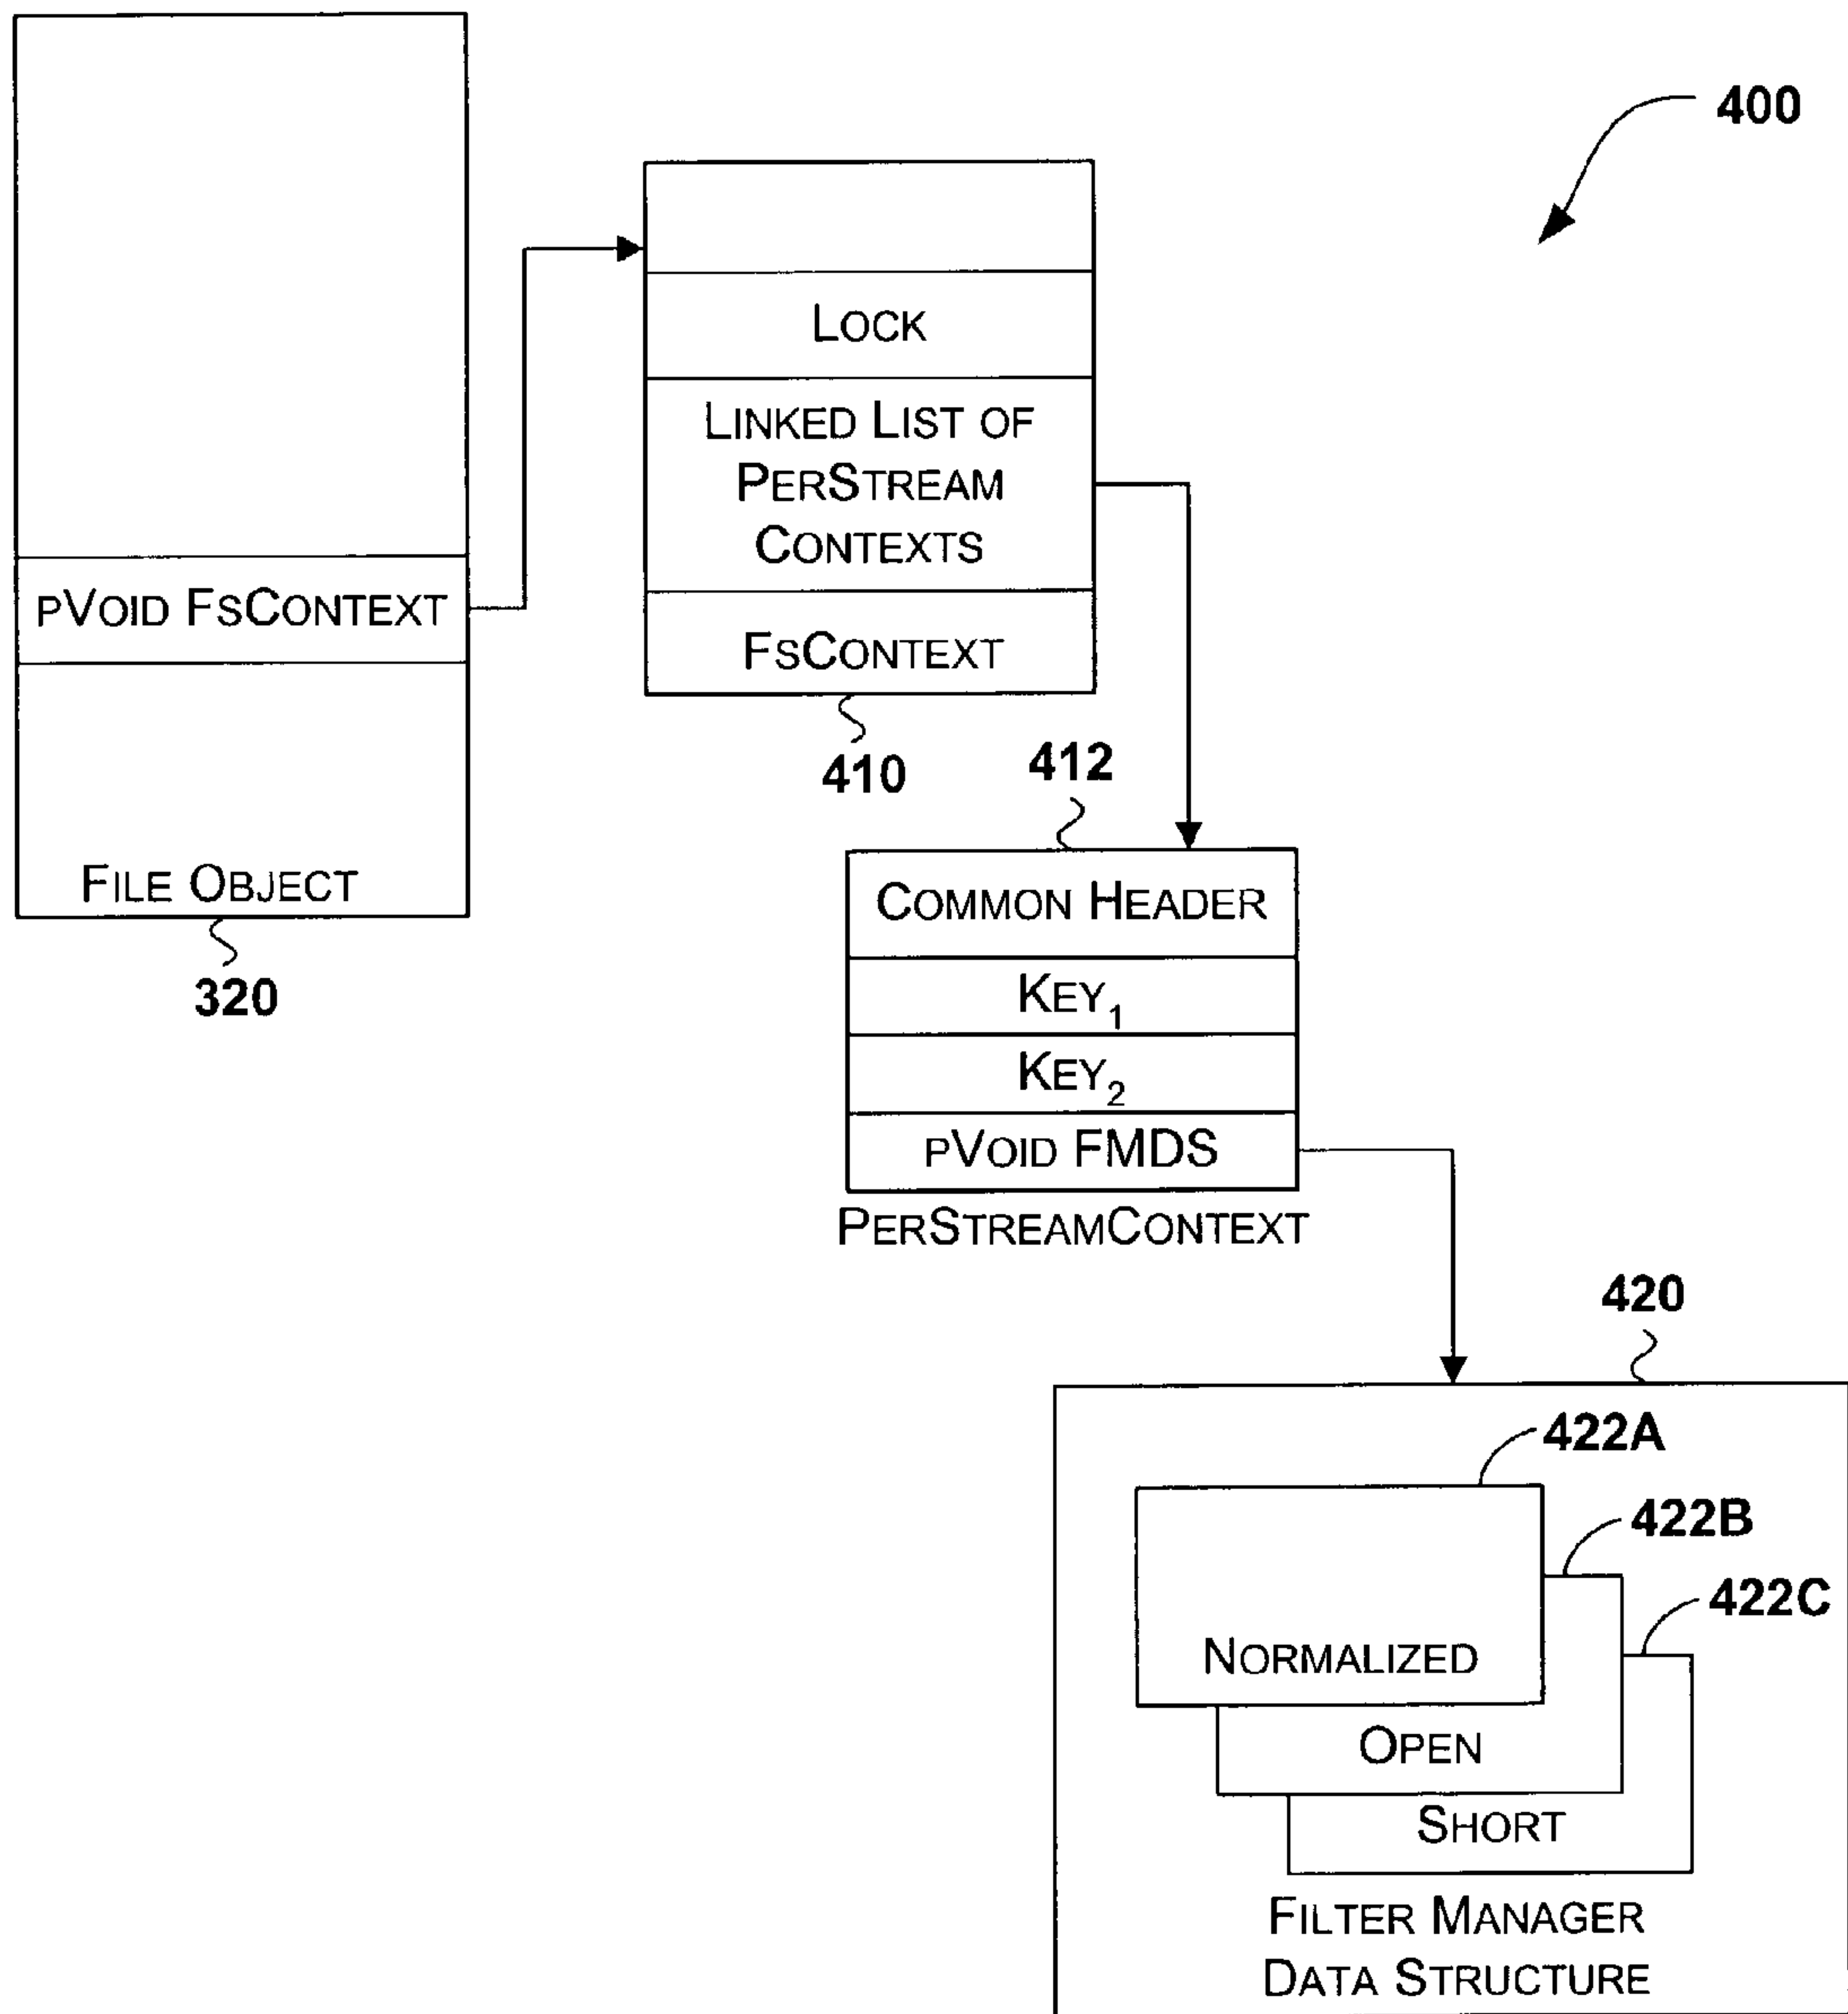 400
LOCK
LINKED LIST OF
PERSTREAM
CONTEXTS
PVOID FSCONTEXT
FSCONTEXT
410
412
FILE OBJECT
320
COMMON HEADER
KEY₁
KEY₂
PVOID FMDS
PERSTREAMCONTEXT
420
422A
422B
422C
NORMALIZED
OPEN
SHORT
FILTER MANAGER
DATA STRUCTURE